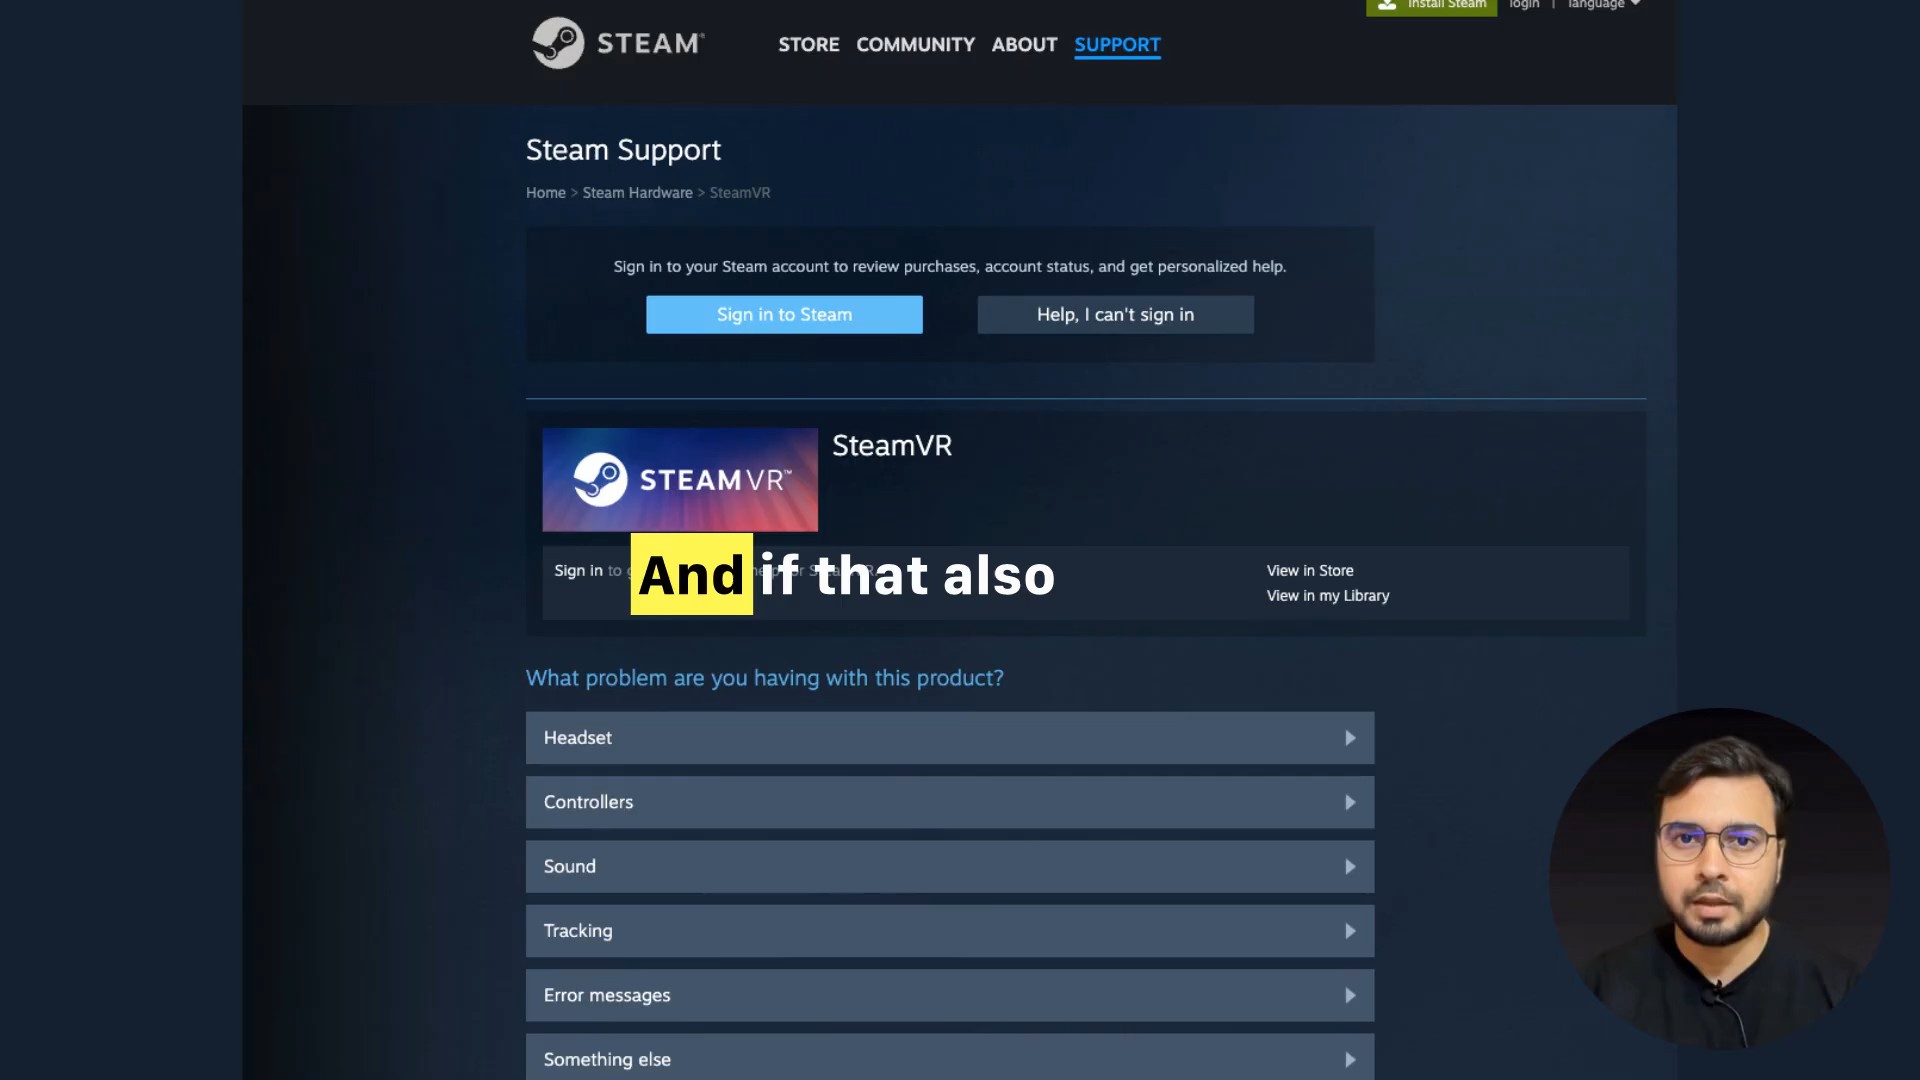 Install Steam login | language
STEAM® STORE COMMUNITY ABOUT SUPPORT
Steam Support
Home > Steam Hardware > SteamVR
Sign in to your Steam account to review purchases, account status, and get personalized help.
Sign in to Steam Help, I can't sign in
STEAMVR™
SteamVR
Sign in to
And if that also
View in Store
View in my Library
What problem are you having with this product?
Headset
Controllers
Sound
Tracking
Error messages
Something else